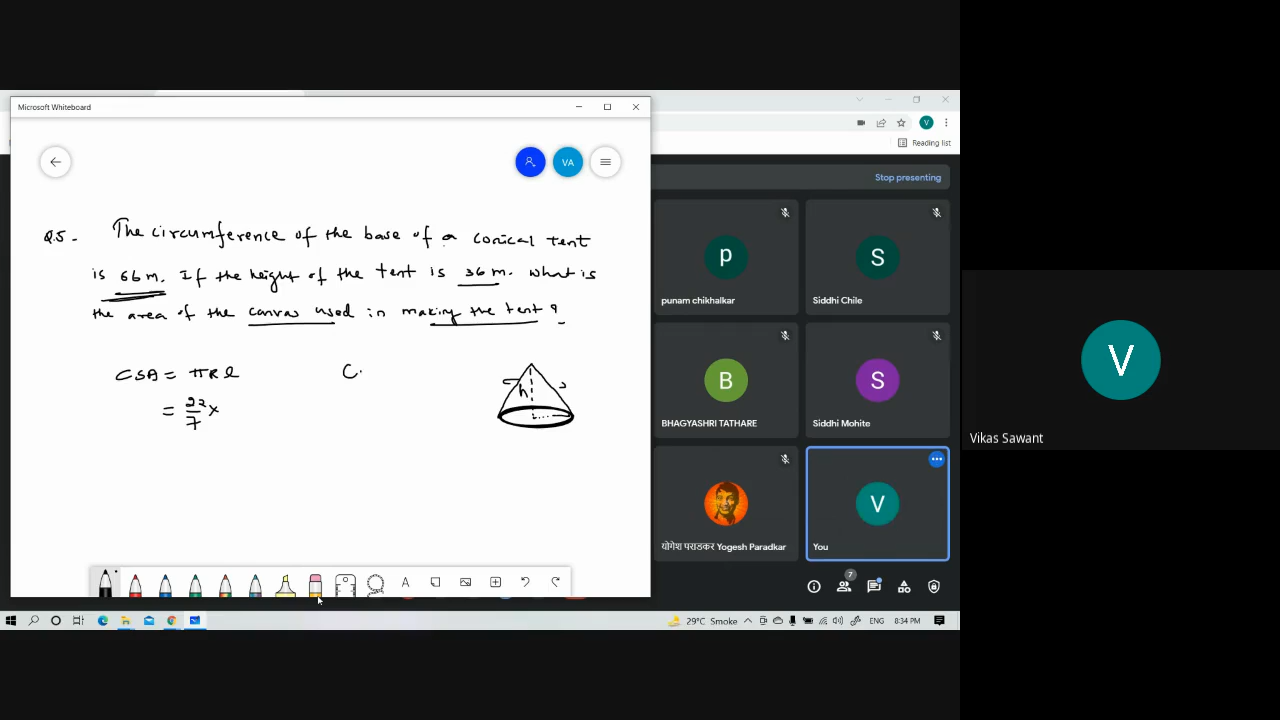 Microsoft Whiteboard
VA
Reading list
Stop presenting
Q.5. The circumference of the base of a conical tent
is 66 m. If the height of the tent is 36 m. What is
the area of the canvas used in making the tent ?
CSA = πrl
= 22/7 x
C.
h
A
p
punam chikhalkar
S
Siddhi Chile
B
BHAGYASHRI TATHARE
S
Siddhi Mohite
योगेश पराडकर Yogesh Paradkar
V
You
7
V
Vikas Sawant
V
29°C Smoke
ENG
8:34 PM